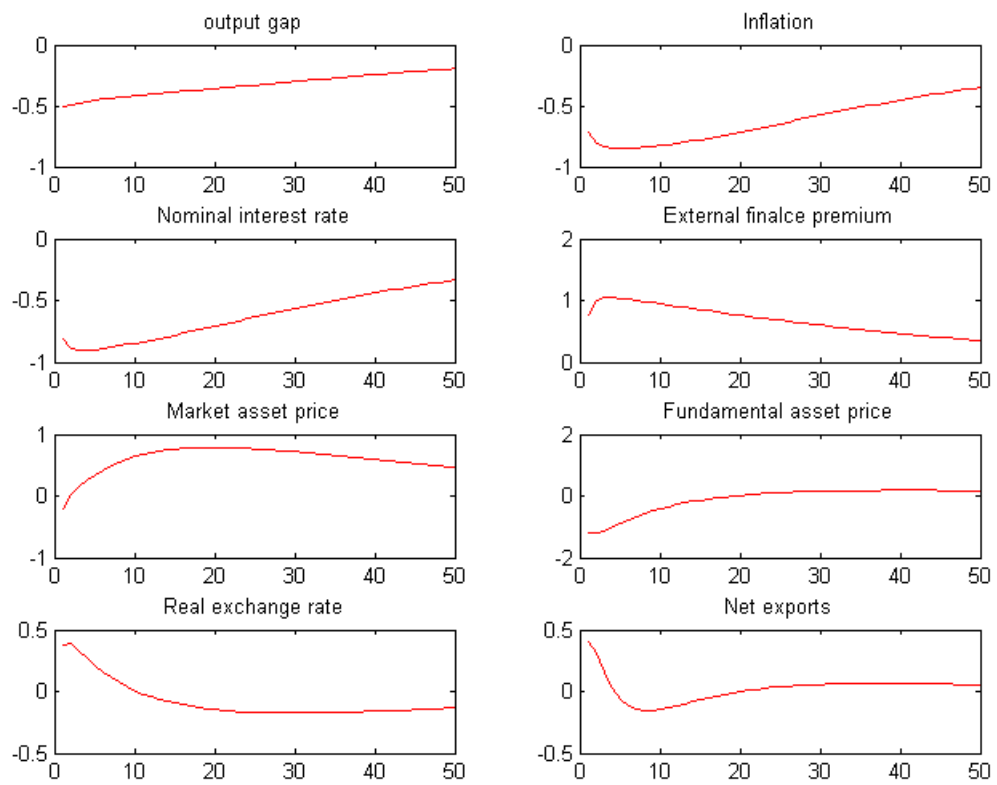 output gap
0
-0.5
-1
0 10 20 30 40 50
Inflation
0
-0.5
-1
0 10 20 30 40 50
Nominal interest rate
0
-0.5
-1
0 10 20 30 40 50
External finalce premium
2
1
0
0 10 20 30 40 50
Market asset price
1
0
-1
0 10 20 30 40 50
Fundamental asset price
2
0
-2
0 10 20 30 40 50
Real exchange rate
0.5
0
-0.5
0 10 20 30 40 50
Net exports
0.5
0
-0.5
0 10 20 30 40 50